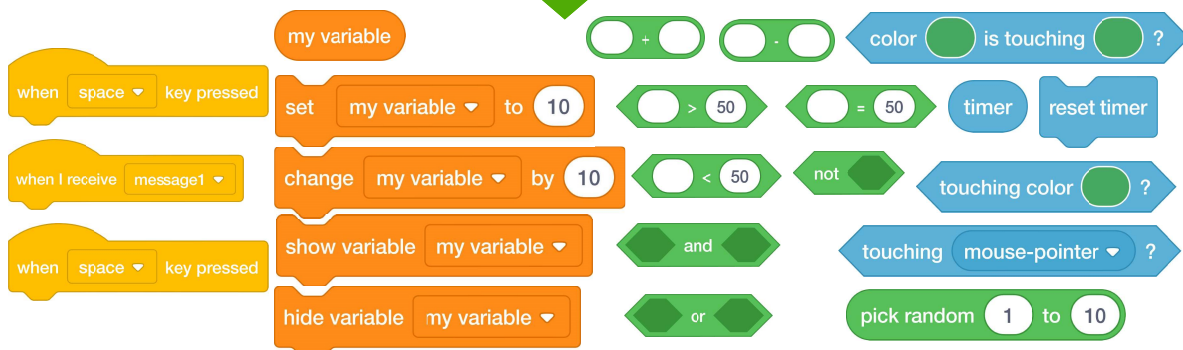 when space key pressed
when I receive message1
when space key pressed
my variable
set my variable to 10
change my variable by 10
show variable my variable
hide variable my variable
+
-
> 50
= 50
< 50
not
and
or
color is touching ?
timer
reset timer
touching color ?
touching mouse-pointer ?
pick random 1 to 10